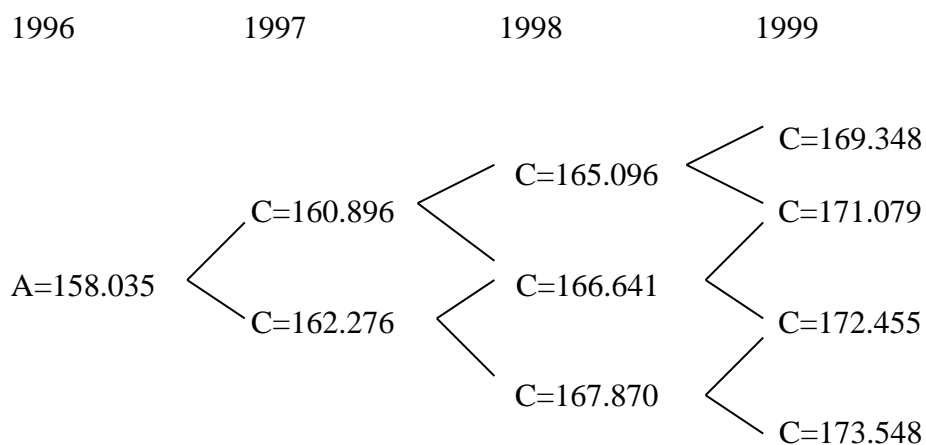 1996 1997 1998 1999
C=169.348
C=165.096
C=160.896 C=171.079
A=158.035 C=166.641
C=162.276 C=172.455
C=167.870
C=173.548